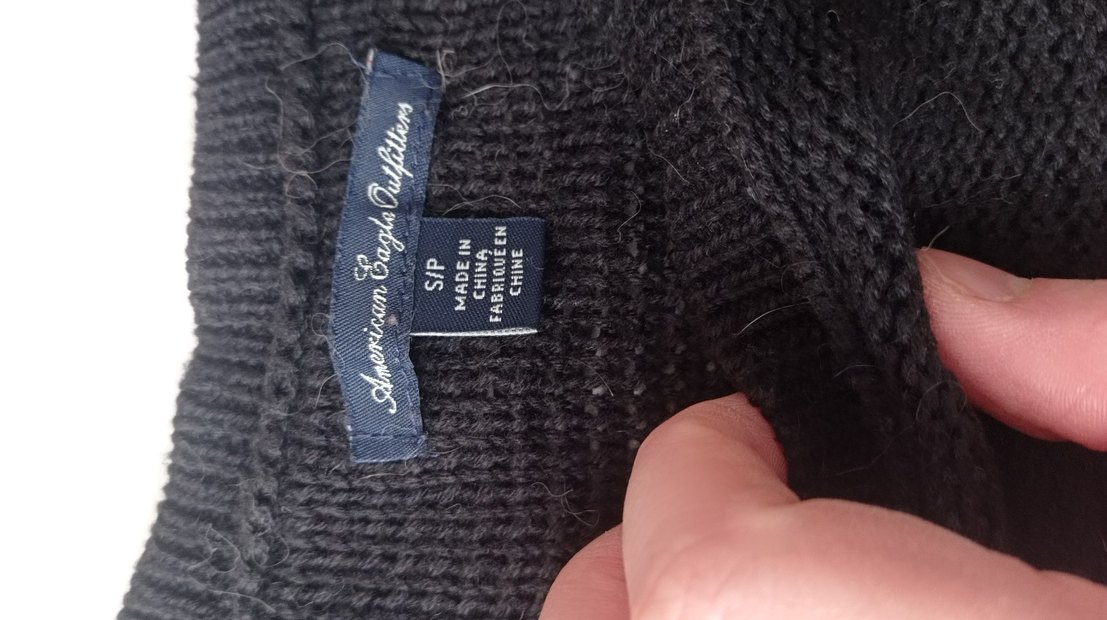 American Eagle Outfitters
S/P
MADE IN
CHINA
FABRIQUÉ EN
CHINE